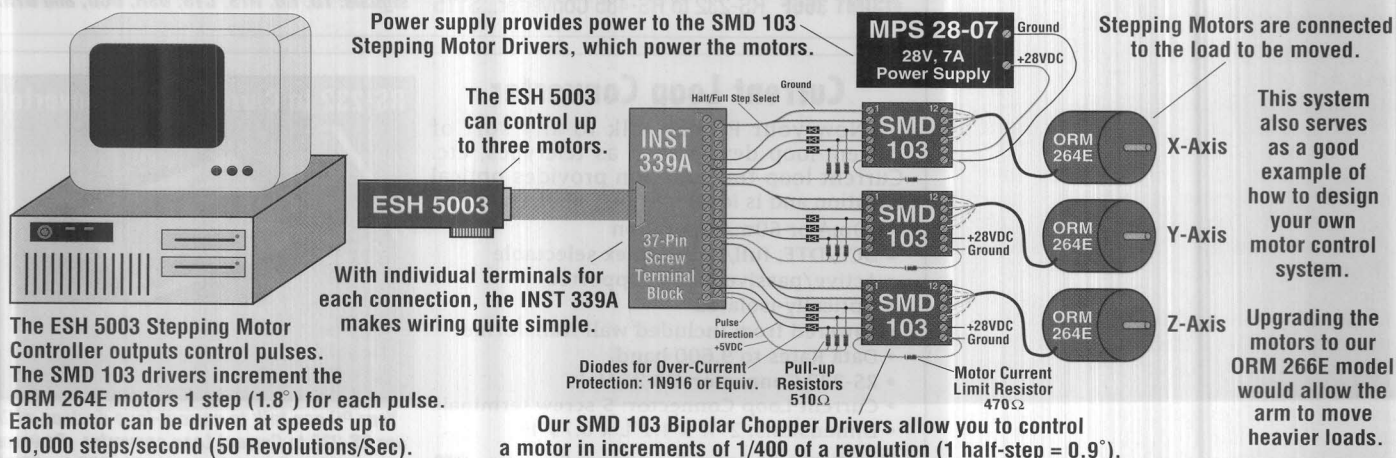 Power supply provides power to the SMD 103
Stepping Motor Drivers, which power the motors.
MPS 28-07
28V, 7A
Power Supply
Ground
+28VDC
Stepping Motors are connected
to the load to be moved.
The ESH 5003
can control up
to three motors.
ESH 5003
With individual terminals for
each connection, the INST 339A
makes wiring quite simple.
INST
339A
37-Pin
Screw
Terminal
Block
Half/Full Step Select
Ground
1
12
SMD
103
ORM
264E
X-Axis
1
12
SMD
103
+28VDC
Ground
ORM
264E
Y-Axis
1
12
SMD
103
+28VDC
Ground
ORM
264E
Z-Axis
Pulse
Direction
+5VDC
Diodes for Over-Current
Protection: 1N916 or Equiv.
Pull-up
Resistors
510Ω
Motor Current
Limit Resistor
470Ω
This system
also serves
as a good
example of
how to design
your own
motor control
system.
Upgrading the
motors to our
ORM 266E model
would allow the
arm to move
heavier loads.
The ESH 5003 Stepping Motor
Controller outputs control pulses.
The SMD 103 drivers increment the
ORM 264E motors 1 step (1.8°) for each pulse.
Each motor can be driven at speeds up to
10,000 steps/second (50 Revolutions/Sec).
Our SMD 103 Bipolar Chopper Drivers allow you to control
a motor in increments of 1/400 of a revolution (1 half-step = 0.9°).